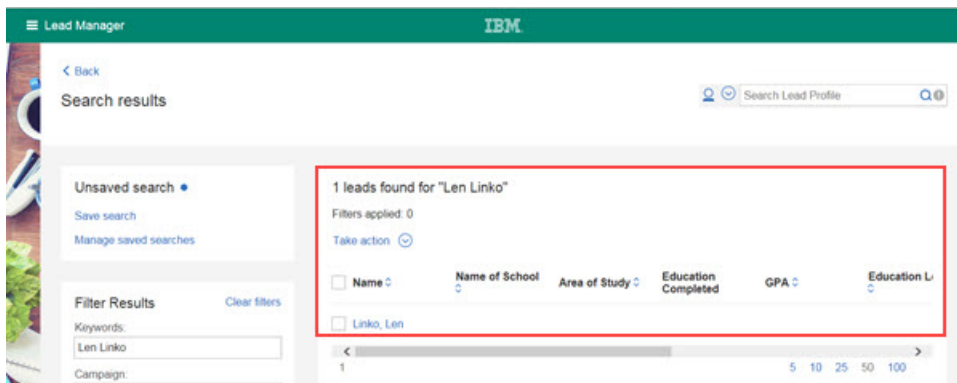 Lead Manager
IBM.
Back
Search results
Search Lead Profile
Unsaved search
Save search
Manage saved searches
Filter Results
Clear filters
Keywords:
Len Linko
Campaign:
1 leads found for "Len Linko"
Filters applied: 0
Take action
Name
Name of School
Area of Study
Education Completed
GPA
Education
Linko, Len
1
5 10 25 50 100